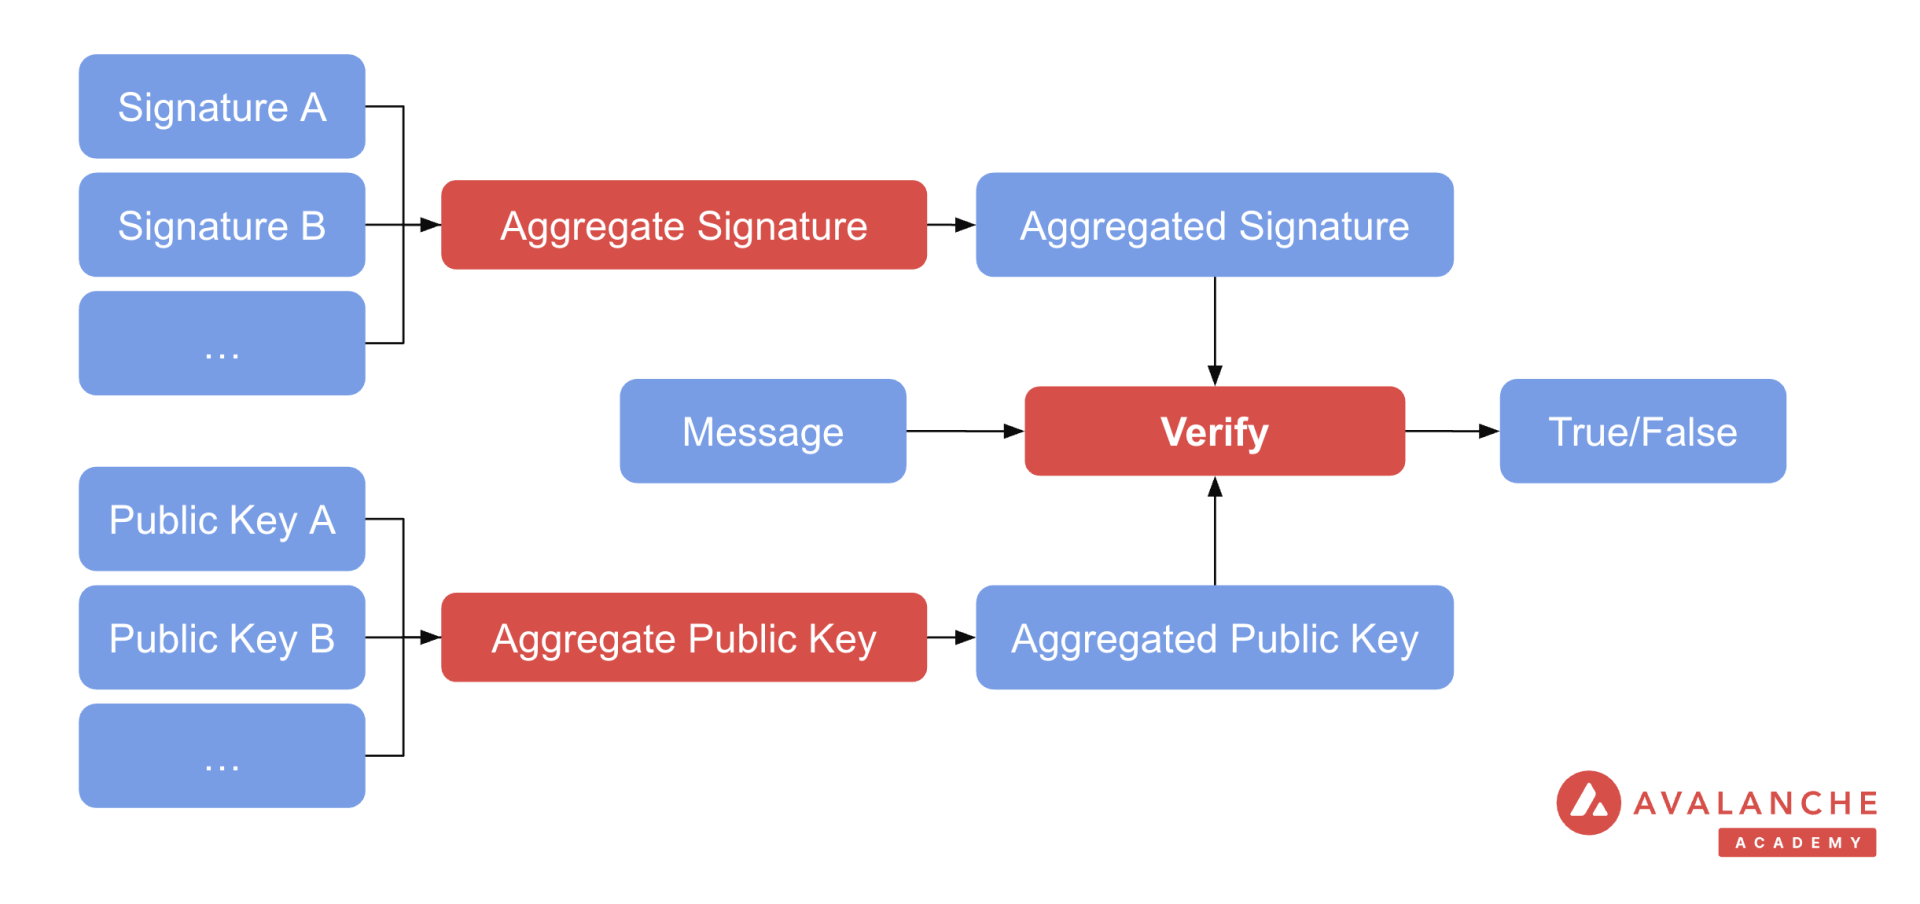 Signature A
Signature B
...
Aggregate Signature
Aggregated Signature
Message
Verify
True/False
Public Key A
Public Key B
...
Aggregate Public Key
Aggregated Public Key
AVALANCHE
ACADEMY